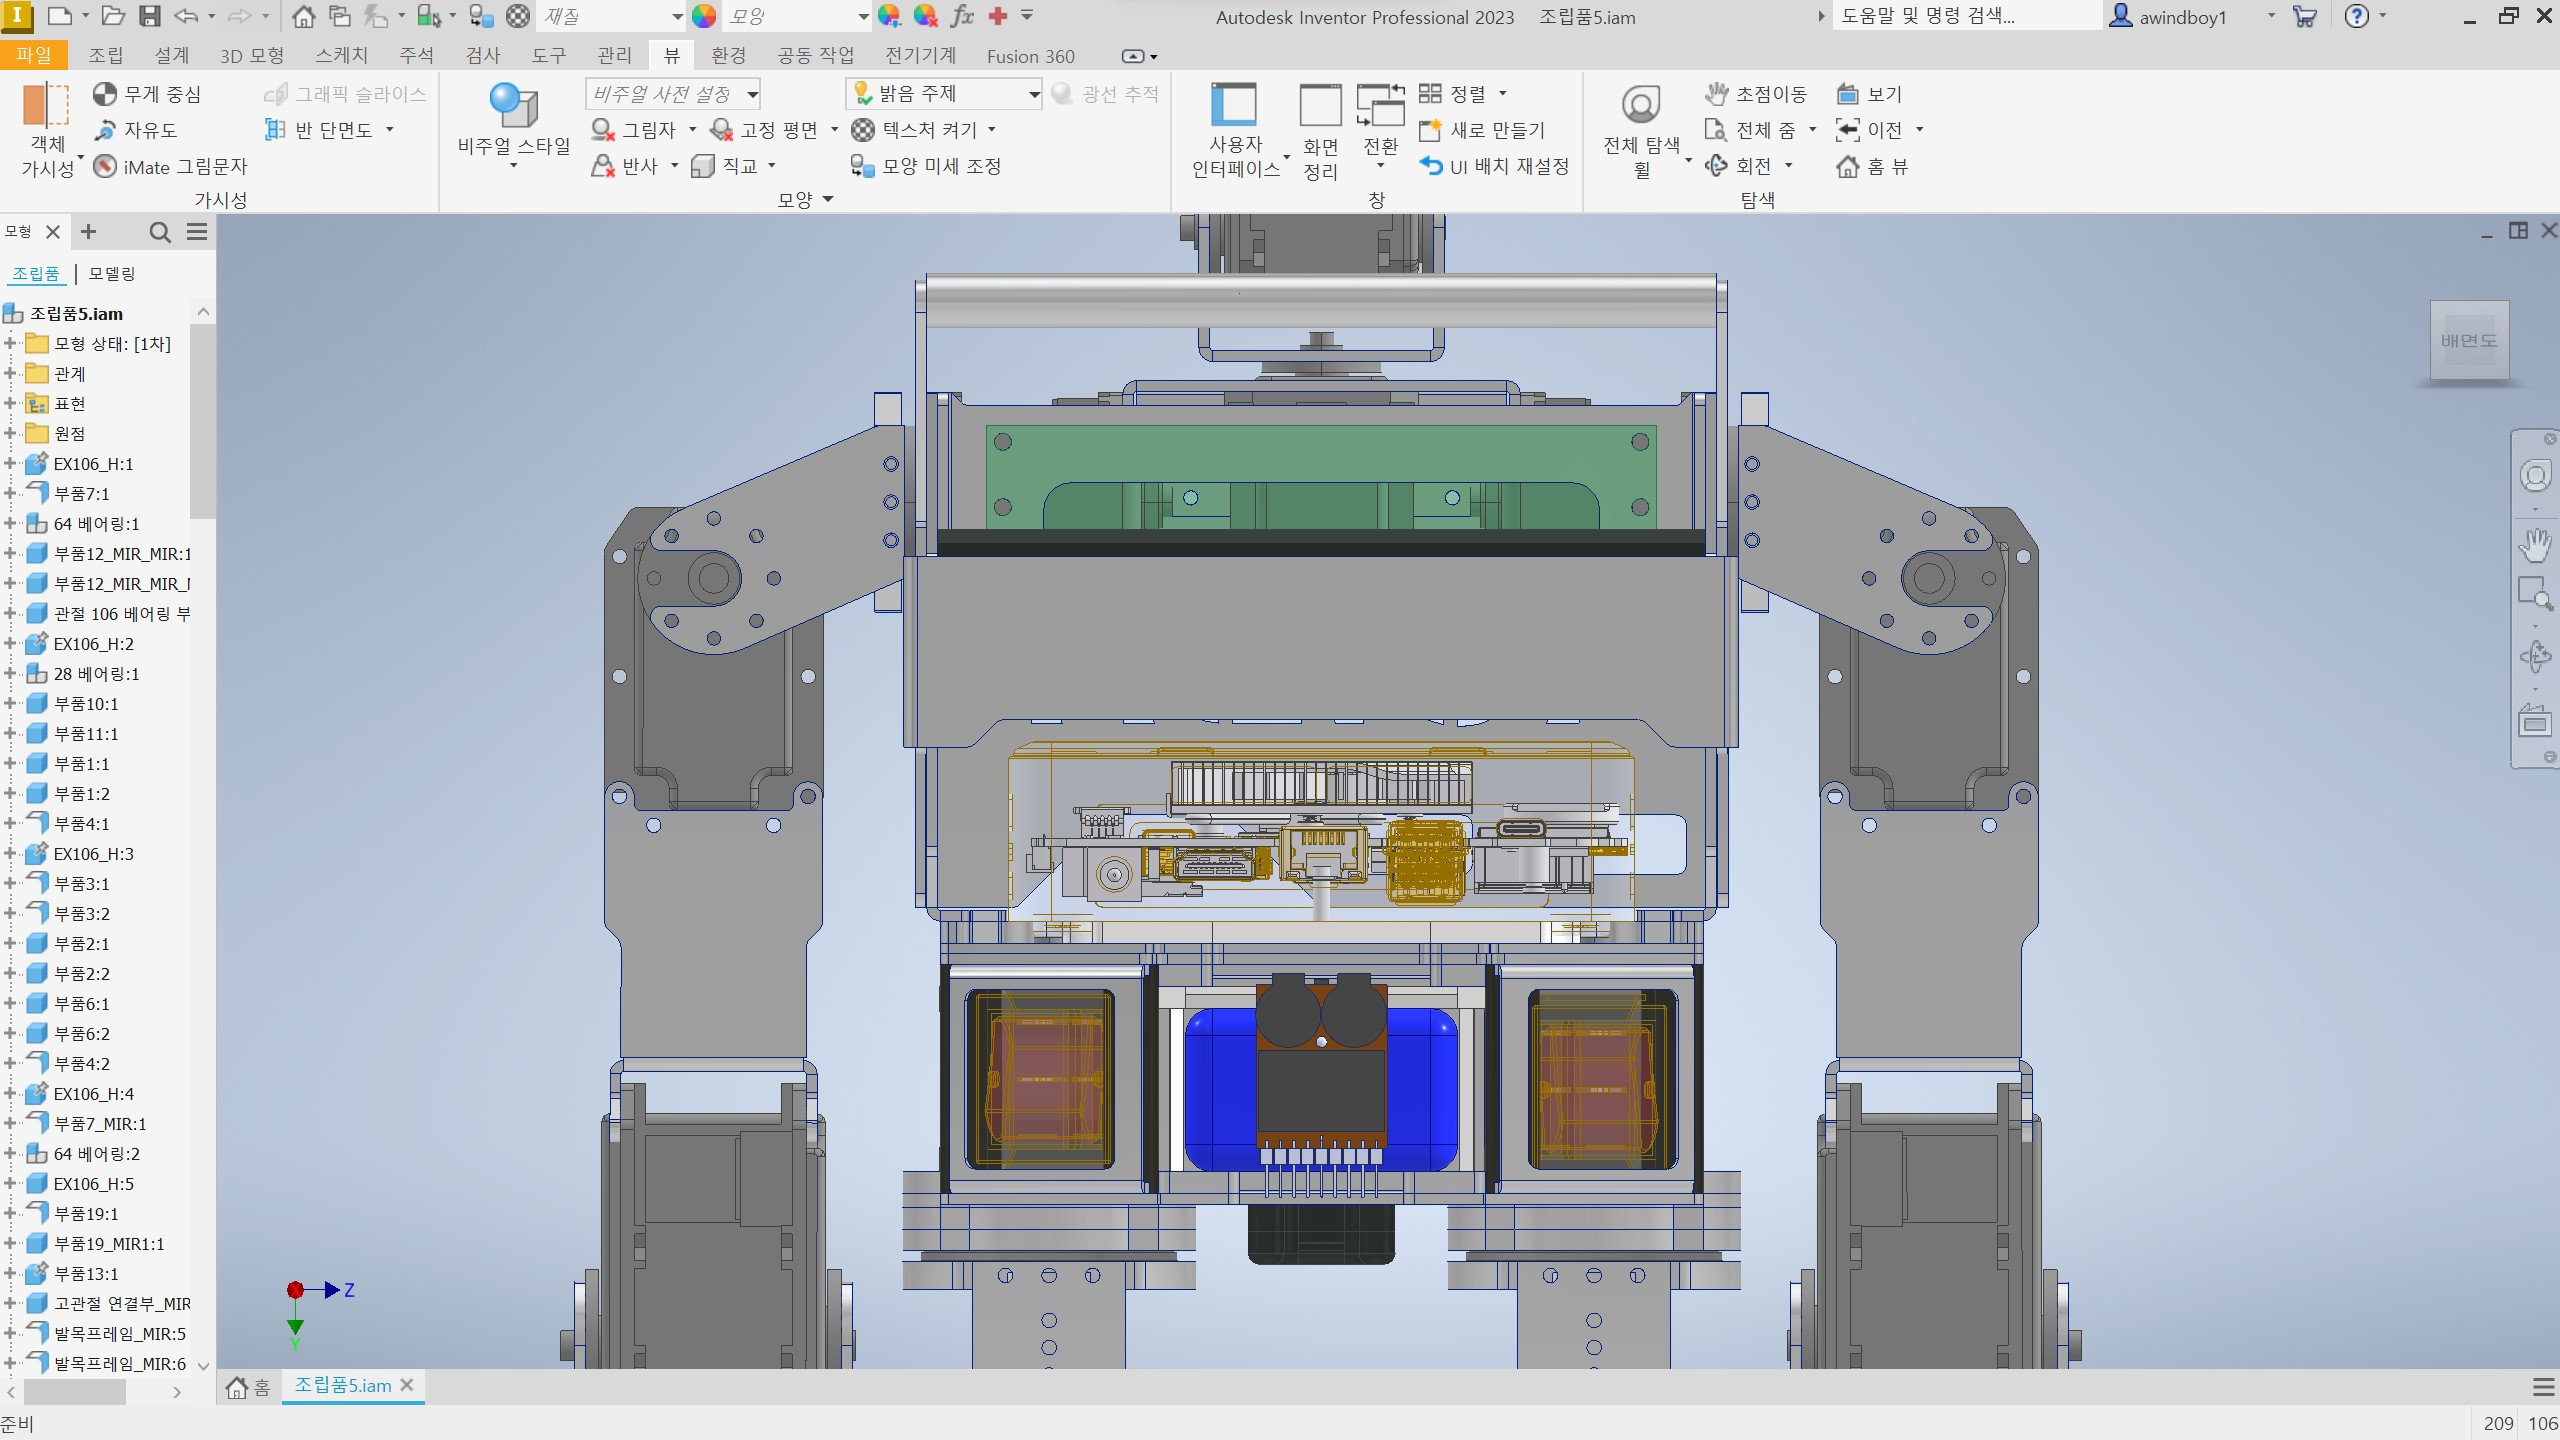 재질
모양
Autodesk Inventor Professional 2023 조립품5.iam
도움말 및 명령 검색...
awindboy1
파일 조립 설계 3D 모형 스케치 주석 검사 도구 관리 뷰 환경 공동 작업 전기기계 Fusion 360
객체
가시성
무게 중심
자유도
iMate 그림문자
그래픽 슬라이스
반 단면도
가시성
비주얼 스타일
비주얼 사전 설정
그림자
고정 평면
반사
직교
밝음 주제
광선 추적
텍스처 켜기
모양 미세 조정
모양
사용자
인터페이스
화면
정리
전환
정렬
새로 만들기
UI 배치 재설정
창
전체 탐색
휠
초점이동
전체 줌
회전
보기
이전
홈 뷰
탐색
모형
조립품 | 모델링
조립품5.iam
모형 상태: [1차]
관계
표현
원점
EX106_H:1
부품7:1
64 베어링:1
부품12_MIR_MIR:1
부품12_MIR_MIR_
관절 106 베어링 부
EX106_H:2
28 베어링:1
부품10:1
부품11:1
부품1:1
부품1:2
부품4:1
EX106_H:3
부품3:1
부품3:2
부품2:1
부품2:2
부품6:1
부품6:2
부품4:2
EX106_H:4
부품7_MIR:1
64 베어링:2
EX106_H:5
부품19:1
부품19_MIR1:1
부품13:1
고관절 연결부_MIR
발목프레임_MIR:5
발목프레임_MIR:6
배면도
Z
Y
홈
조립품5.iam
준비
209 106